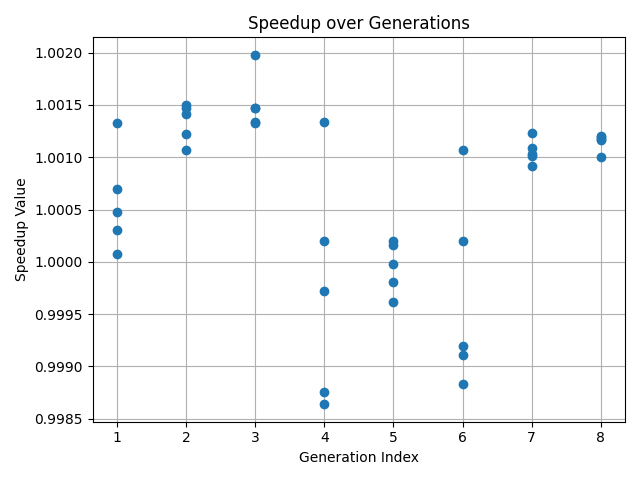 Speedup over Generations
1.0020
1.0015
1.0010
1.0005
1.0000
0.9995
0.9990
0.9985
Speedup Value
1 2 3 4 5 6 7 8
Generation Index